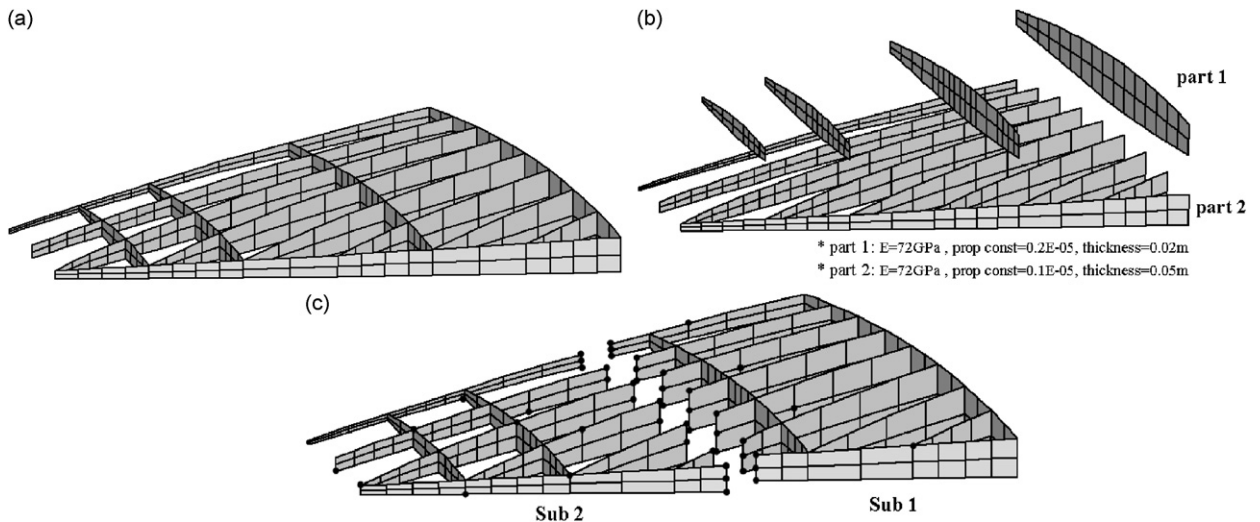 (a)
(b)
part 1
part 2
* part 1: E=72GPa , prop const=0.2E-05, thickness=0.02m
* part 2: E=72GPa , prop const=0.1E-05, thickness=0.05m
(c)
Sub 2
Sub 1